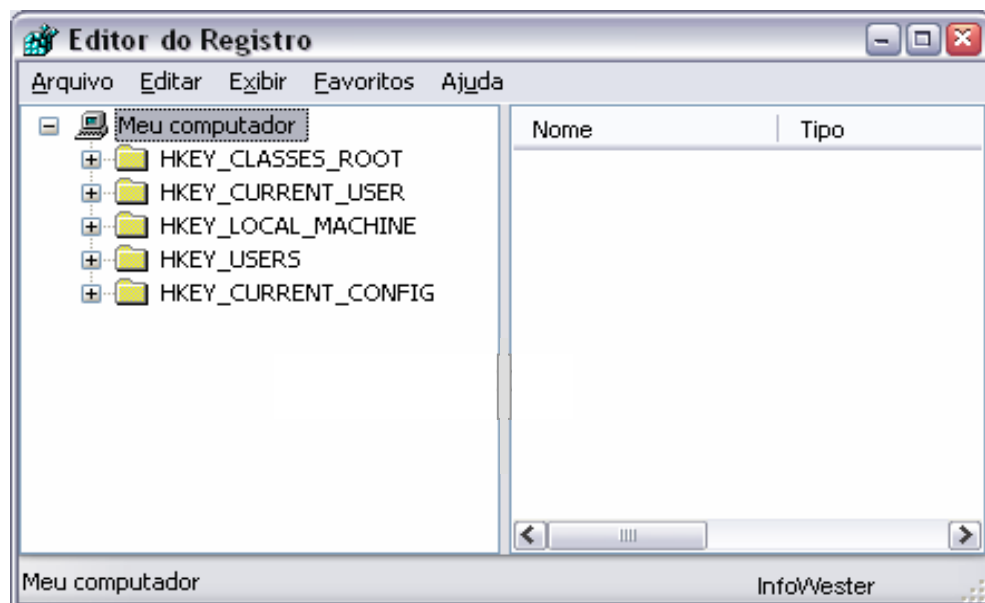 Editor do Registro
Arquivo Editar Exibir Favoritos Ajuda
Meu computador
HKEY_CLASSES_ROOT
HKEY_CURRENT_USER
HKEY_LOCAL_MACHINE
HKEY_USERS
HKEY_CURRENT_CONFIG
Nome Tipo
Meu computador InfoWester